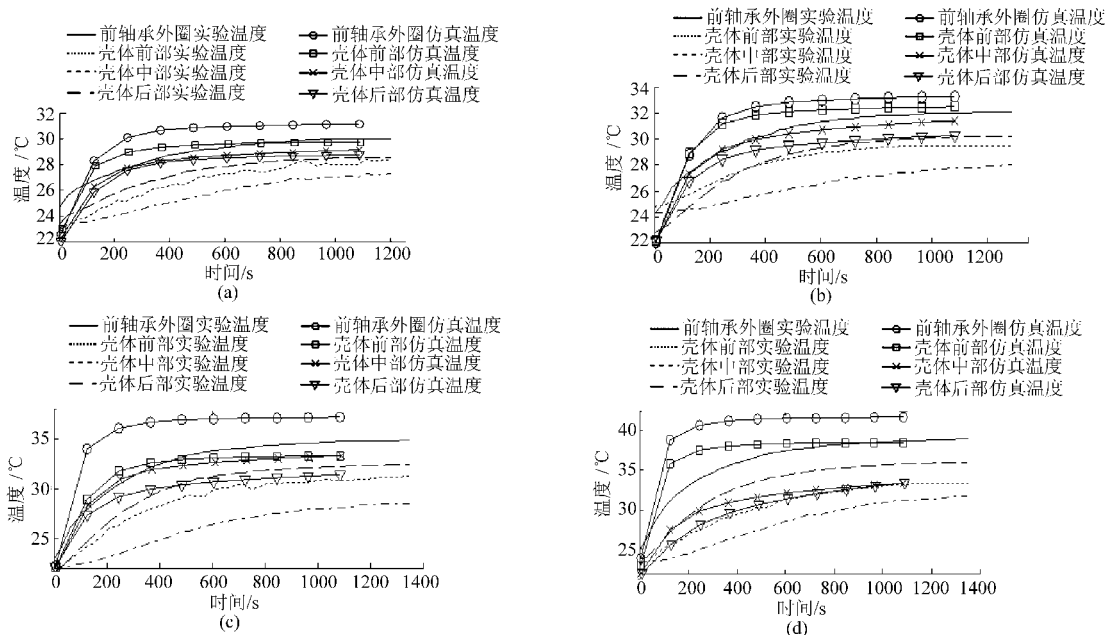 前轴承外圈实验温度 前轴承外圈仿真温度
壳体前部实验温度 壳体前部仿真温度
壳体中部实验温度 壳体中部仿真温度
壳体后部实验温度 壳体后部仿真温度
温度/℃
32
30
28
26
24
22
0 200 400 600 800 1000 1200
时间/s
(a)
前轴承外圈实验温度 前轴承外圈仿真温度
壳体前部实验温度 壳体前部仿真温度
壳体中部实验温度 壳体中部仿真温度
壳体后部实验温度 壳体后部仿真温度
温度/℃
34
32
30
28
26
24
22
0 200 400 600 800 1000 1200
时间/s
(b)
前轴承外圈实验温度 前轴承外圈仿真温度
壳体前部实验温度 壳体前部仿真温度
壳体中部实验温度 壳体中部仿真温度
壳体后部实验温度 壳体后部仿真温度
温度/℃
35
30
25
0 200 400 600 800 1000 1200 1400
时间/s
(c)
前轴承外圈实验温度 前轴承外圈仿真温度
壳体前部实验温度 壳体前部仿真温度
壳体中部实验温度 壳体中部仿真温度
壳体后部实验温度 壳体后部仿真温度
温度/℃
40
35
30
25
0 200 400 600 800 1000 1200 1400
时间/s
(d)